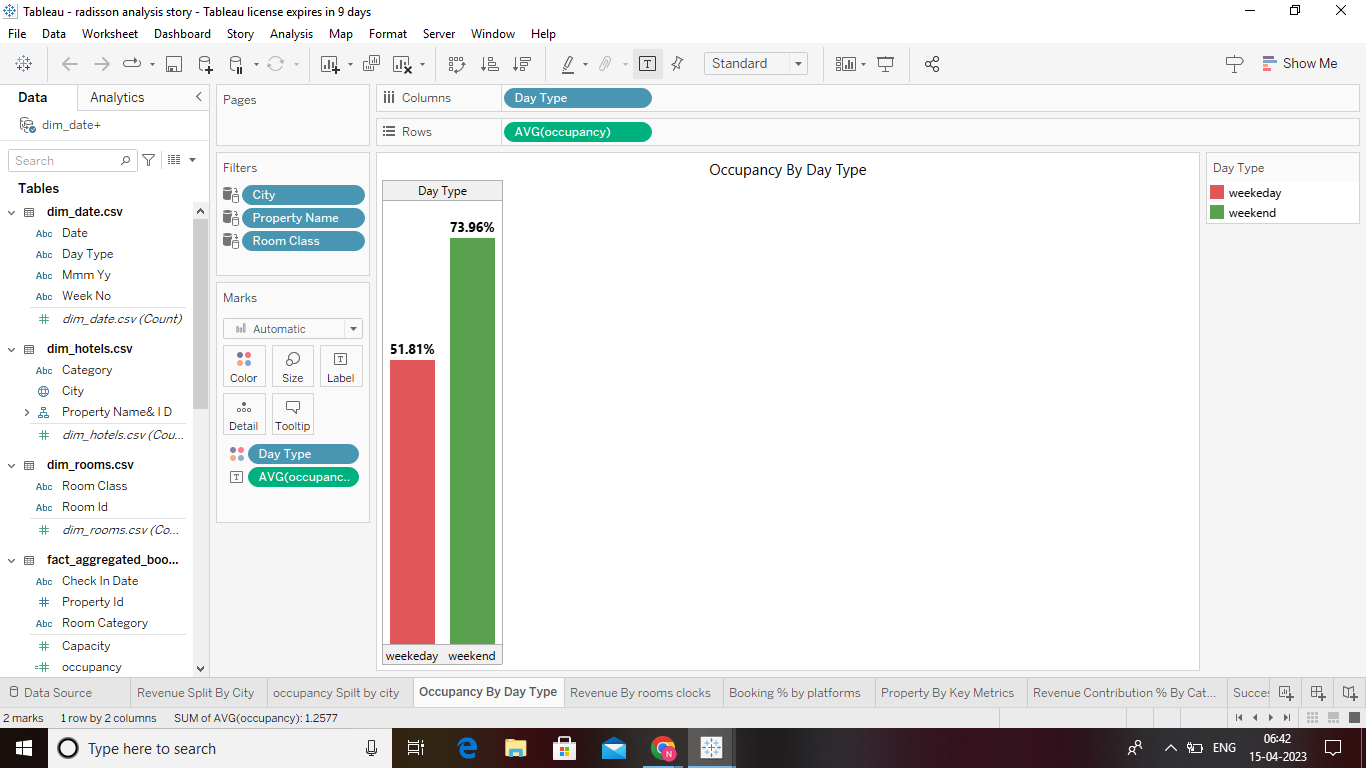 Tableau - radisson analysis story - Tableau license expires in 9 days
File Data Worksheet Dashboard Story Analysis Map Format Server Window Help
Standard
Show Me
Data Analytics
dim_date+
Search
Tables
dim_date.csv
Abc Date
Abc Day Type
Abc Mmm Yy
Abc Week No
dim_date.csv (Count)
dim_hotels.csv
Abc Category
City
Property Name& I D
dim_hotels.csv (Cou...
dim_rooms.csv
Abc Room Class
Abc Room Id
dim_rooms.csv (Co...
fact_aggregated_boo...
Abc Check In Date
Property Id
Abc Room Category
Capacity
occupancy
Pages
Filters
City
Property Name
Room Class
Marks
Automatic
Color Size Label
Detail Tooltip
Day Type
AVG(occupanc..
Columns Day Type
Rows AVG(occupancy)
Occupancy By Day Type
Day Type
73.96%
51.81%
weekeday weekend
Day Type
weekeday
weekend
Data Source Revenue Split By City occupancy Spilt by city Occupancy By Day Type Revenue By rooms clocks Booking % by platforms Property By Key Metrics Revenue Contribution % By Cat... Succes
2 marks 1 row by 2 columns SUM of AVG(occupancy): 1.2577
Type here to search
ENG
06:42
15-04-2023